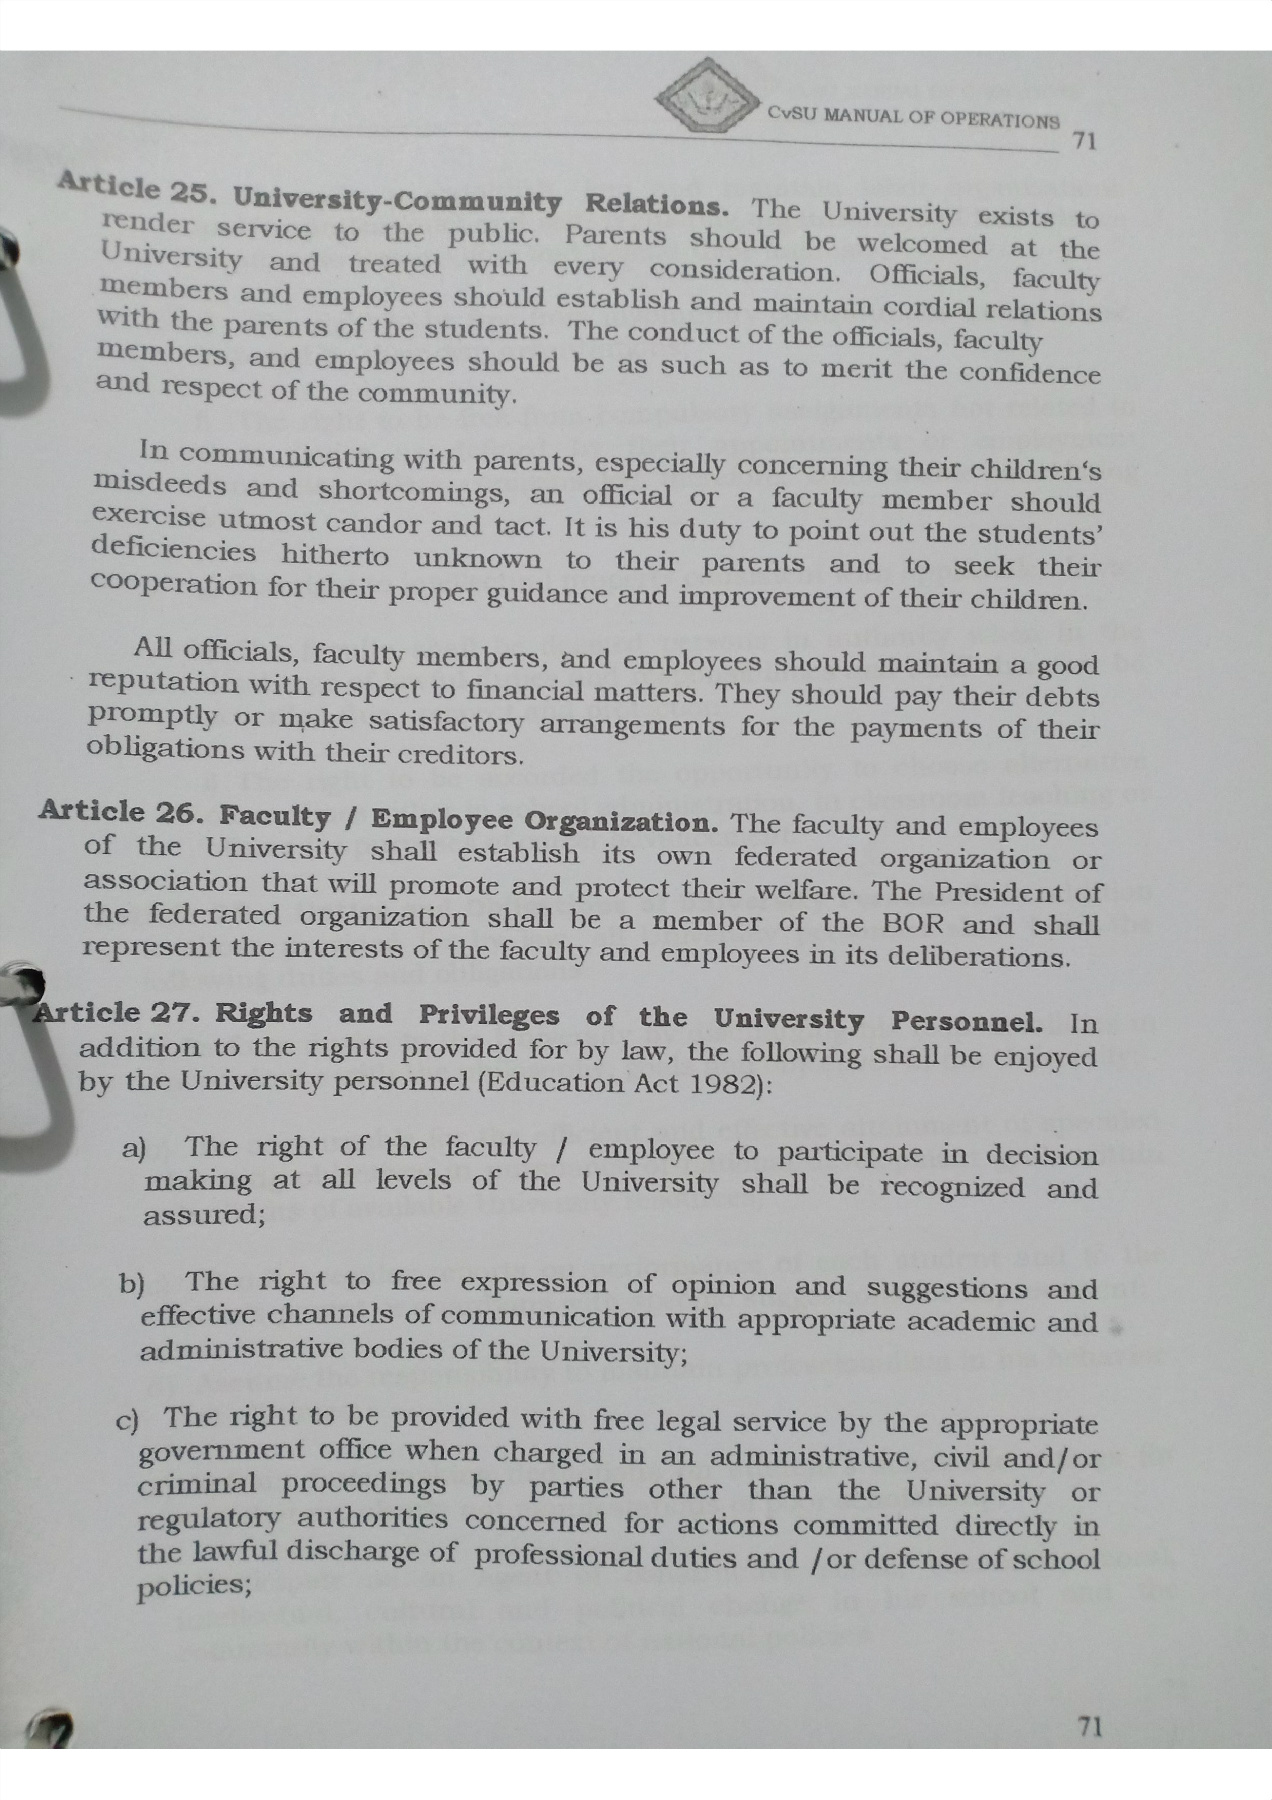 CvSU MANUAL OF OPERATIONS
71
Article 25. University-Community Relations. The University exists to
render service to the public. Parents should be welcomed at the
University and treated with every consideration. Officials, faculty
members and employees should establish and maintain cordial relations
with the parents of the students. The conduct of the officials, faculty
members, and employees should be as such as to merit the confidence
and respect of the community.
In communicating with parents, especially concerning their children‘s
misdeeds and shortcomings, an official or a faculty member should
exercise utmost candor and tact. It is his duty to point out the students’
deficiencies hitherto unknown to their parents and to seek their
cooperation for their proper guidance and improvement of their children.
All officials, faculty members, and employees should maintain a good
reputation with respect to financial matters. They should pay their debts
promptly or make satisfactory arrangements for the payments of their
obligations with their creditors.
Article 26. Faculty / Employee Organization. The faculty and employees
of the University shall establish its own federated organization or
association that will promote and protect their welfare. The President of
the federated organization shall be a member of the BOR and shall
represent the interests of the faculty and employees in its deliberations.
Article 27. Rights and Privileges of the University Personnel. In
addition to the rights provided for by law, the following shall be enjoyed
by the University personnel (Education Act 1982):
a) The right of the faculty / employee to participate in decision
making at all levels of the University shall be recognized and
assured;
b) The right to free expression of opinion and suggestions and
effective channels of communication with appropriate academic and
administrative bodies of the University;
c) The right to be provided with free legal service by the appropriate
government office when charged in an administrative, civil and/or
criminal proceedings by parties other than the University or
regulatory authorities concerned for actions committed directly in
the lawful discharge of professional duties and /or defense of school
policies;
71